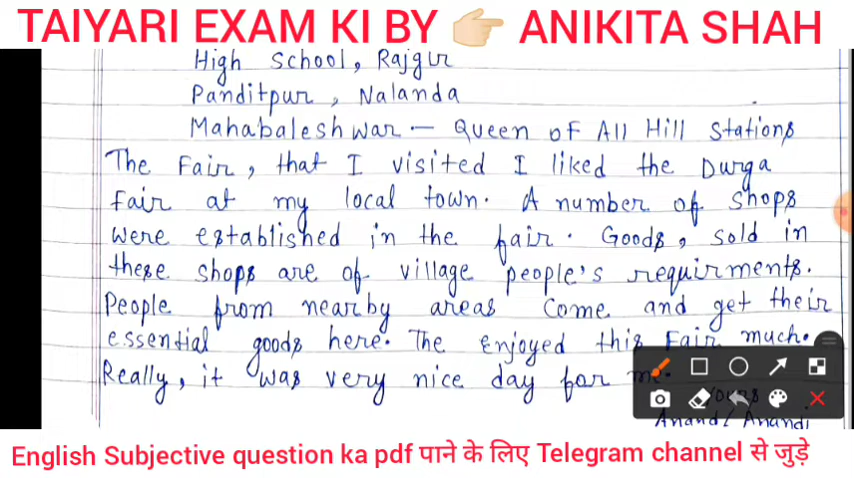 TAIYARI EXAM KI BY 👉🏻 ANIKITA SHAH
High School, Rajgir
Panditpur, Nalanda
Mahabaleshwar — Queen of All Hill Stations
The Fair, that I visited I liked the Durga
Fair at my local town. A number of shops
were established in the fair. Goods, sold in
these shops are of village people's requirments.
People from nearby areas come and get their
essential goods here. The Enjoyed this Fair much.
Really, it was very nice day for me.
Yours
Anand/Anandi
English Subjective question ka pdf पाने के लिए Telegram channel से जुड़े